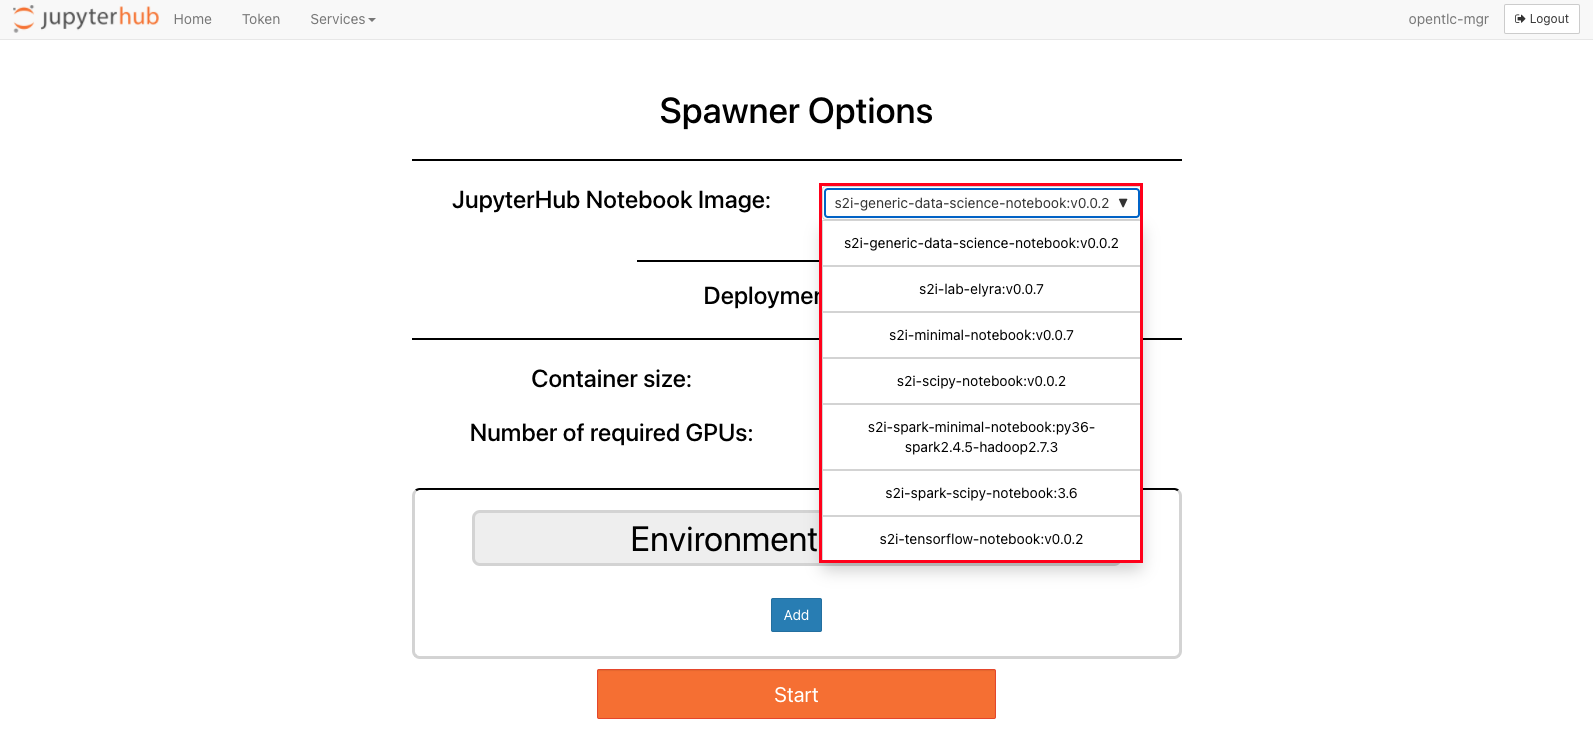 jupyterhub Home Token Services opentlc-mgr Logout
Spawner Options
JupyterHub Notebook Image: s2i-generic-data-science-notebook:v0.0.2
s2i-generic-data-science-notebook:v0.0.2
s2i-lab-elyra:v0.0.7
s2i-minimal-notebook:v0.0.7
s2i-scipy-notebook:v0.0.2
s2i-spark-minimal-notebook:py36-
spark2.4.5-hadoop2.7.3
s2i-spark-scipy-notebook:3.6
s2i-tensorflow-notebook:v0.0.2
Container size:
Number of required GPUs:
Environment
Add
Start